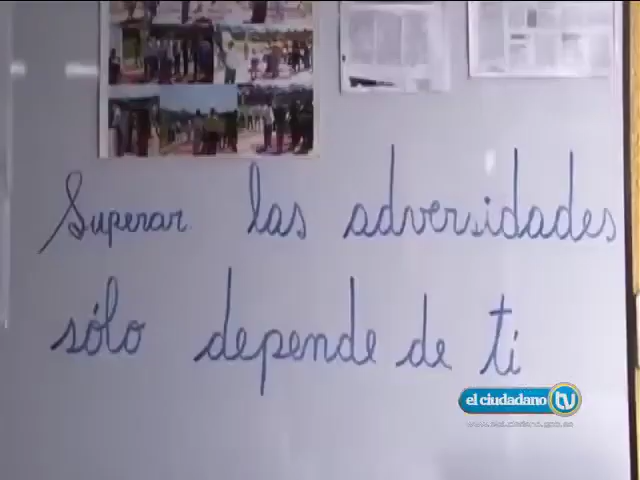 Superar las adversidades
sólo depende de ti
el ciudadano tv